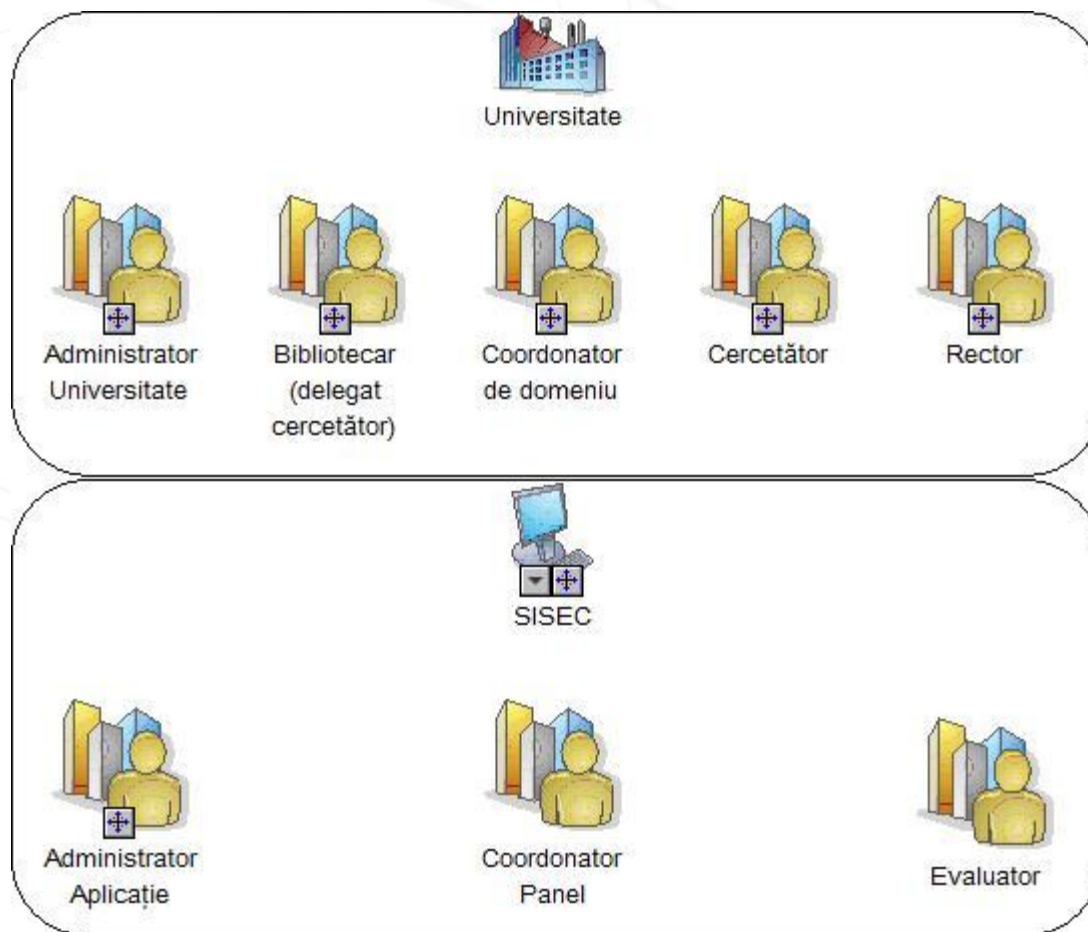 Universitate
Administrator
Universitate
Bibliotecar
(delegat
cercetător)
Coordonator
de domeniu
Cercetător
Rector
SISEC
Administrator
Aplicație
Coordonator
Panel
Evaluator